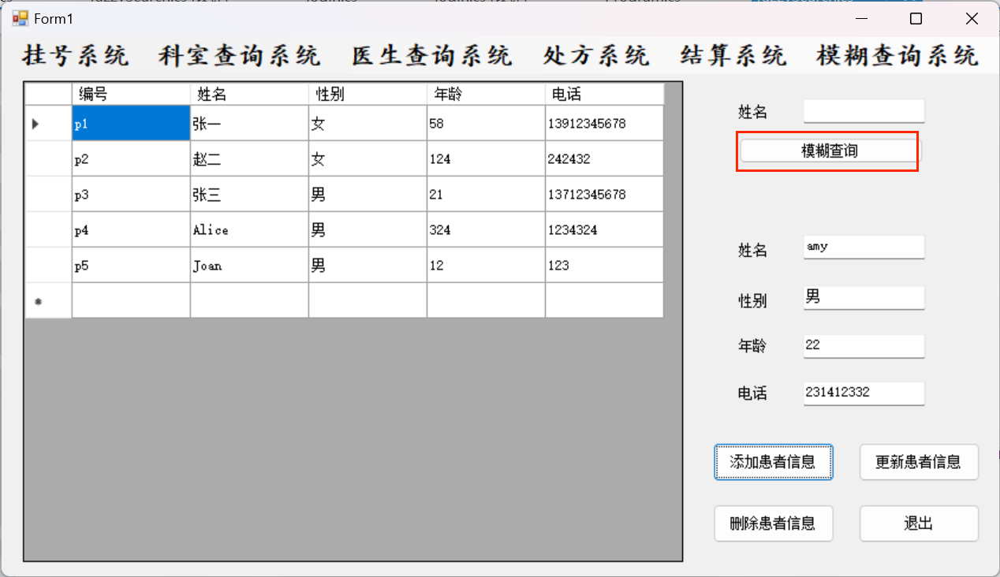 Form1
挂号系统 科室查询系统 医生查询系统 处方系统 结算系统 模糊查询系统
编号 姓名 性别 年龄 电话
p1 张一 女 58 13912345678
p2 赵二 女 124 242432
p3 张三 男 21 13712345678
p4 Alice 男 324 1234324
p5 Joan 男 12 123
姓名
模糊查询
姓名 amy
性别 男
年龄 22
电话 231412332
添加患者信息 更新患者信息
删除患者信息 退出